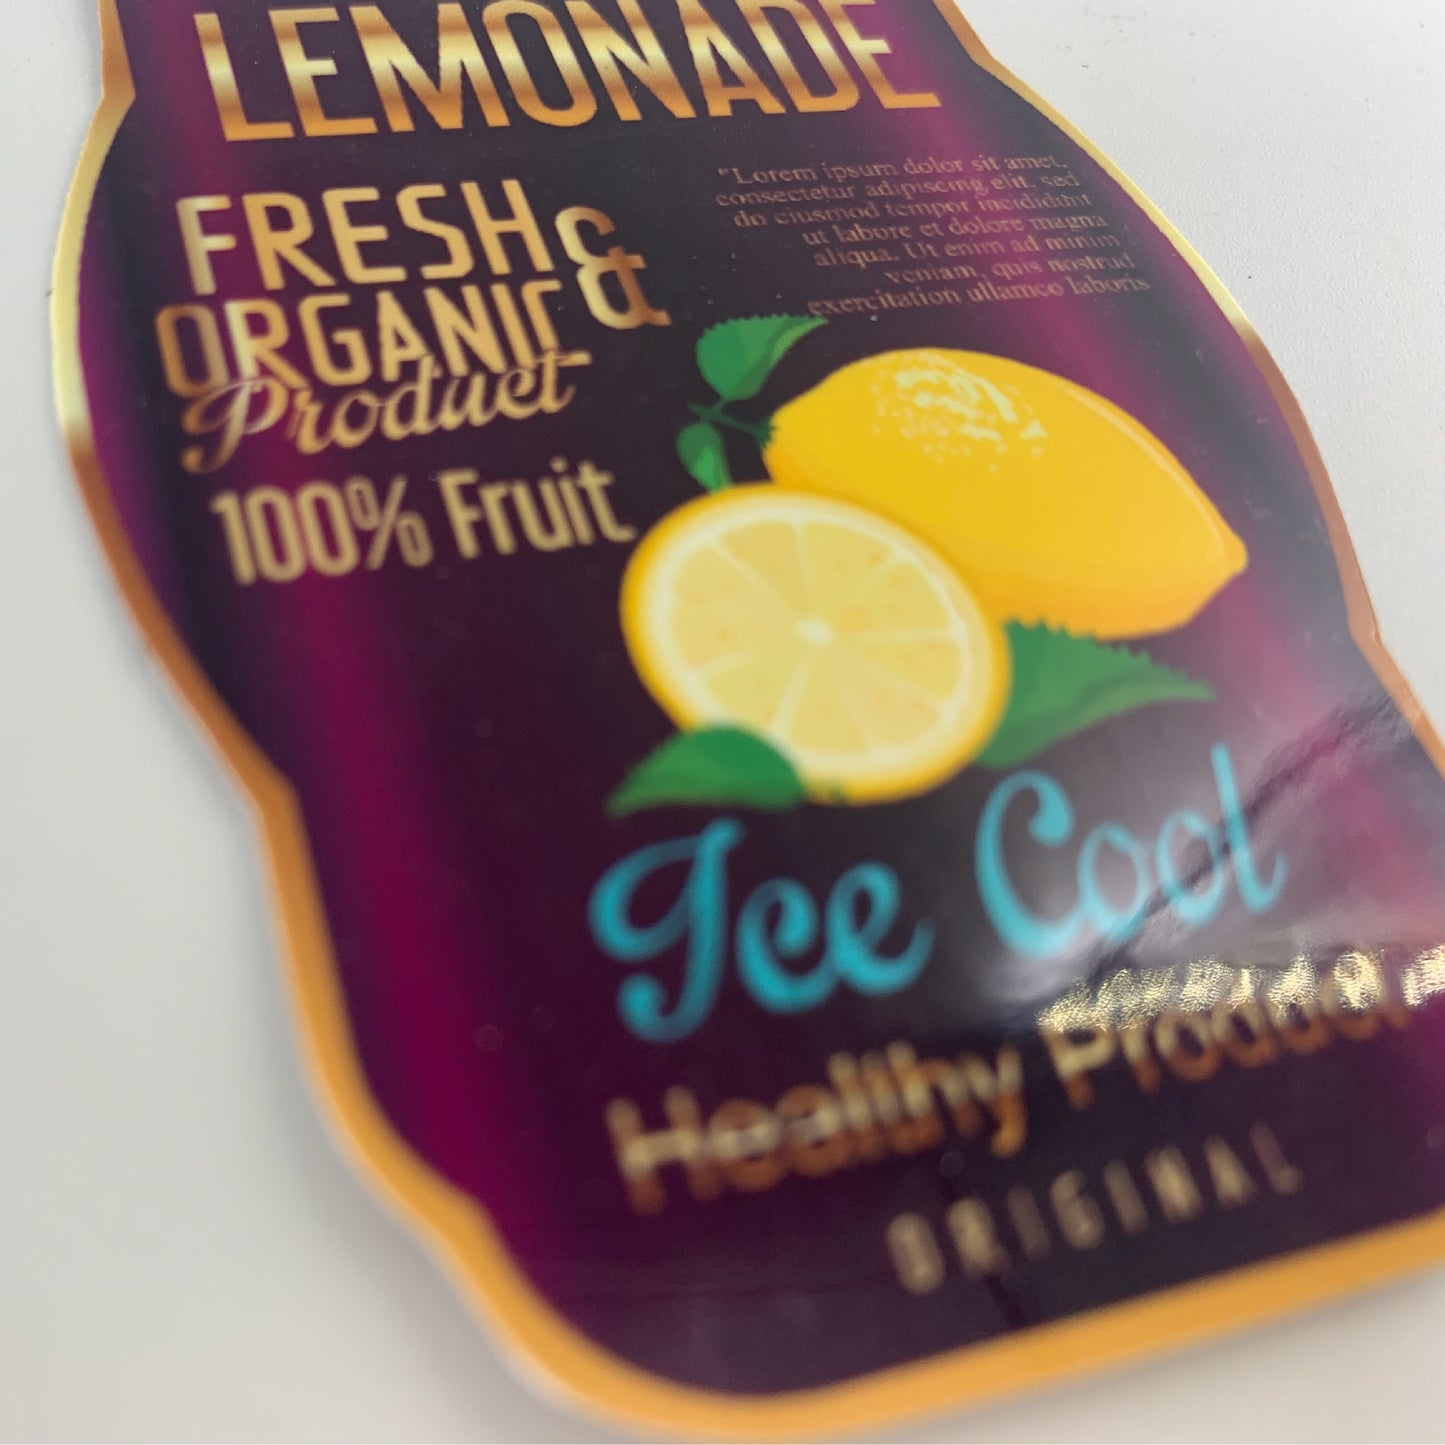 LEMONADE
FRESH &
ORGANIC
Product
100% Fruit
"Lorem ipsum dolor sit amet,
consectetur adipiscing elit, sed
do eiusmod tempor incididunt
ut labore et dolore magna
aliqua. Ut enim ad minim
veniam, quis nostrud
exercitation ullamco laboris
Ice Cool
Healthy Product
ORIGINAL